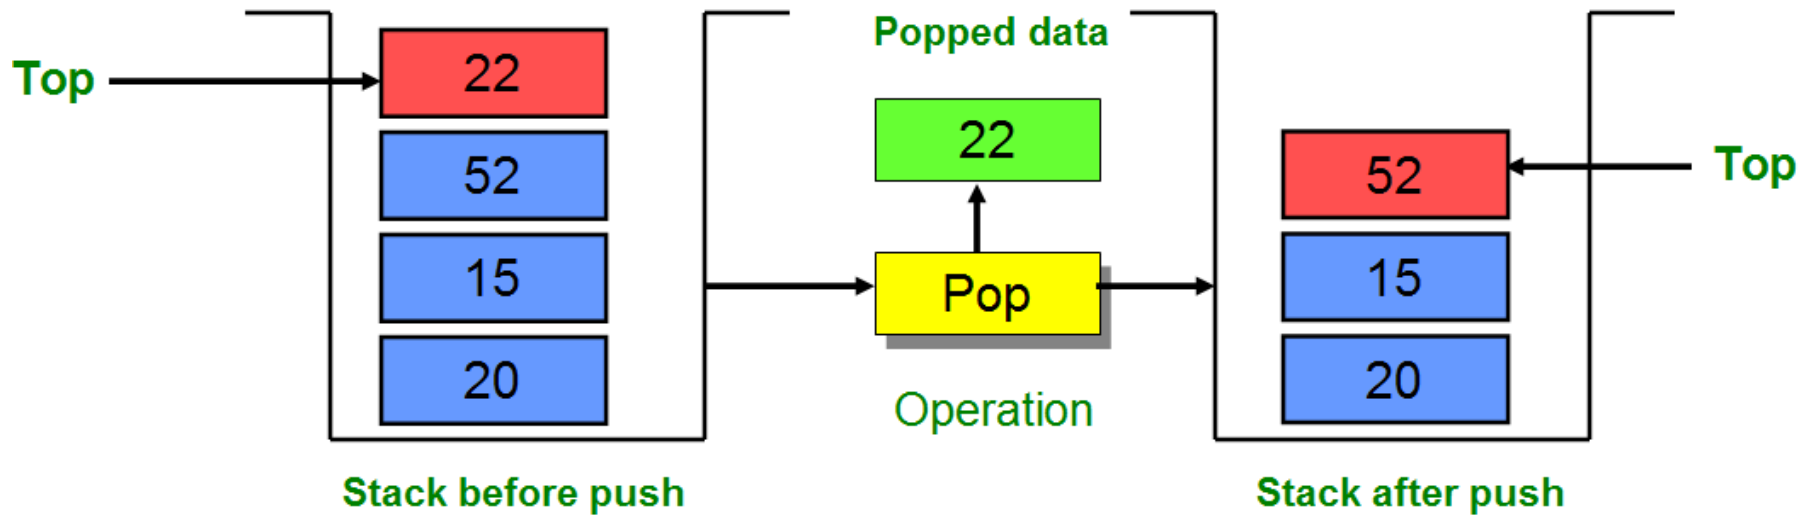 Top
22
52
15
20
Stack before push
Popped data
22
Pop
Operation
52
15
20
Top
Stack after push